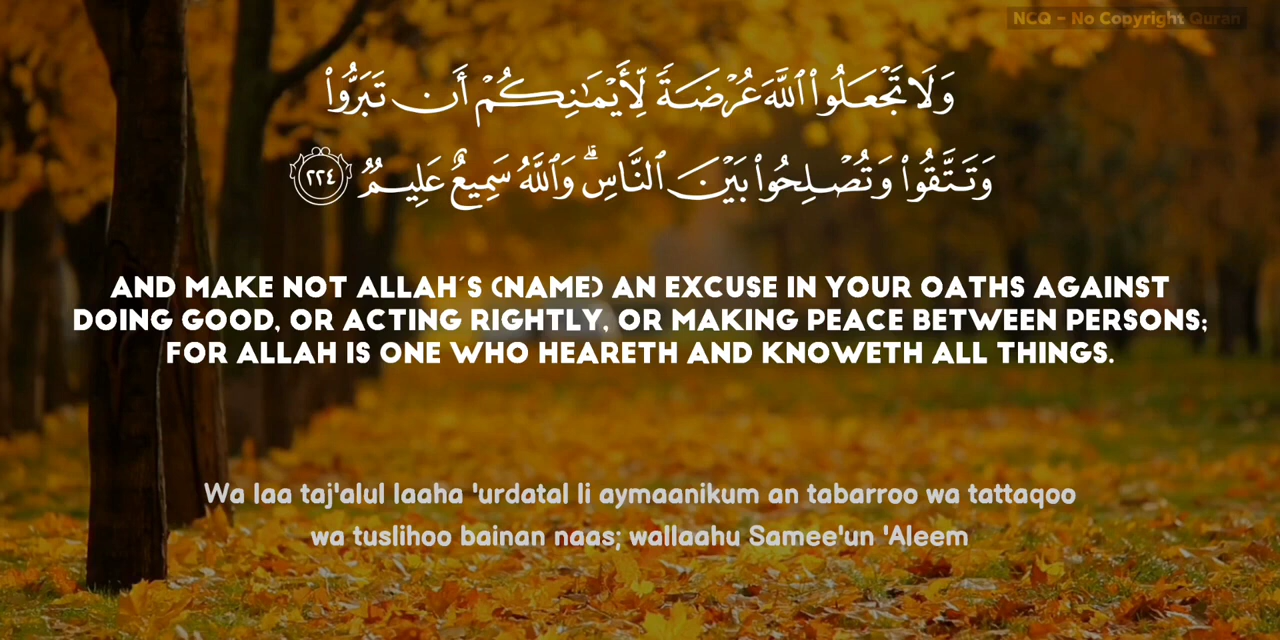 NCQ - No Copyright Quran
وَلَا تَجْعَلُوا۟ ٱللَّهَ عُرْضَةً لِّأَيْمَـٰنِكُمْ أَن تَبَرُّوا۟
وَتَتَّقُوا۟ وَتُصْلِحُوا۟ بَيْنَ ٱلنَّاسِ ۗ وَٱللَّهُ سَمِيعٌ عَلِيمٌ ٢٢٤
AND MAKE NOT ALLAH'S (NAME) AN EXCUSE IN YOUR OATHS AGAINST
DOING GOOD, OR ACTING RIGHTLY, OR MAKING PEACE BETWEEN PERSONS;
FOR ALLAH IS ONE WHO HEARETH AND KNOWETH ALL THINGS.
Wa laa taj'alul laaha 'urdatal li aymaanikum an tabarroo wa tattaqoo
wa tuslihoo bainan naas; wallaahu Samee'un 'Aleem